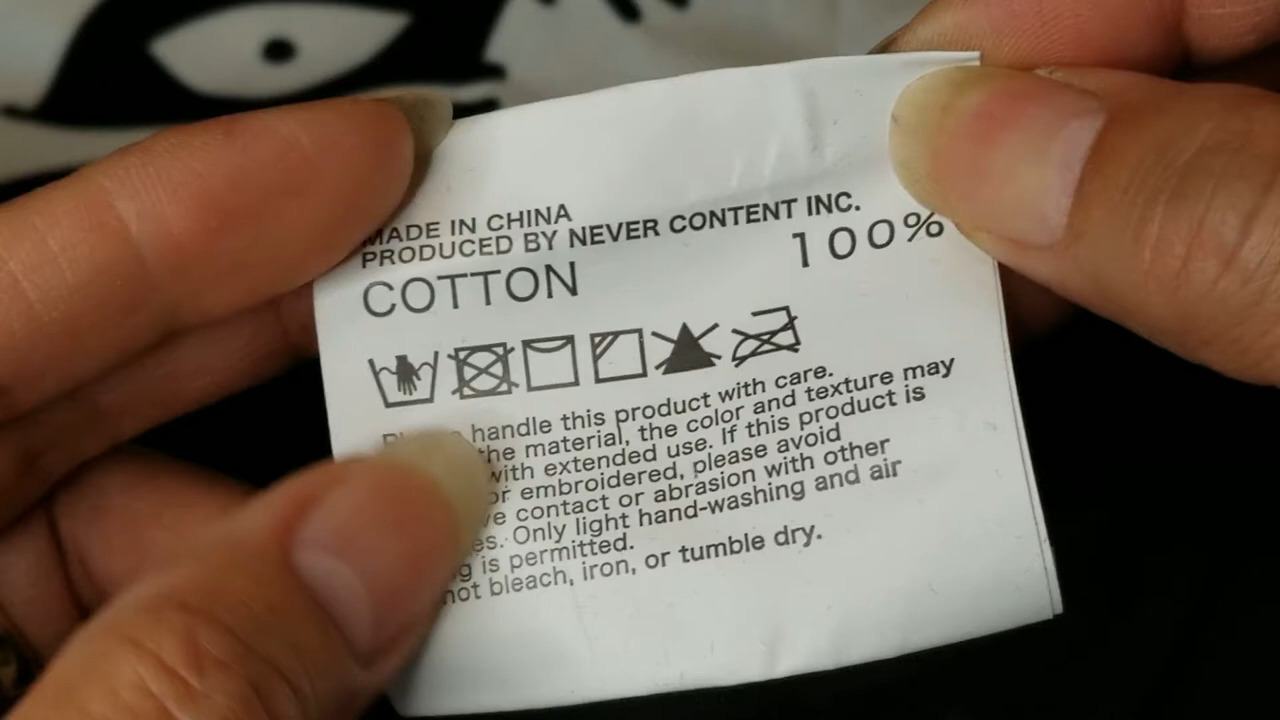 MADE IN CHINA
PRODUCED BY NEVER CONTENT INC.
COTTON 100%
handle this product with care.
the material, the color and texture may
with extended use. If this product is
or embroidered, please avoid
contact or abrasion with other
Only light hand-washing and air
is permitted.
not bleach, iron, or tumble dry.